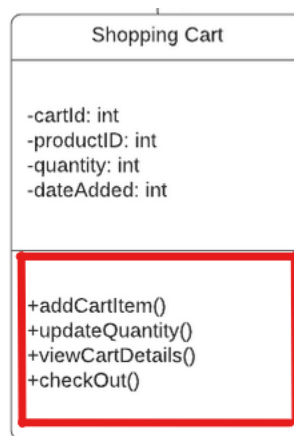 Shopping Cart
-cartId: int
-productID: int
-quantity: int
-dateAdded: int
+addCartItem()
+updateQuantity()
+viewCartDetails()
+checkOut()